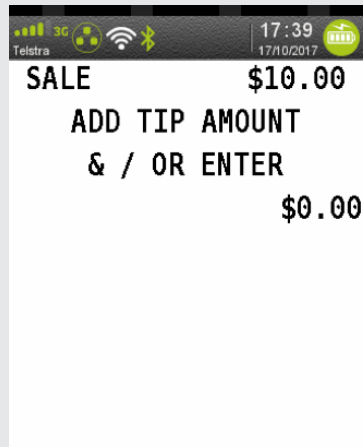 3G 17:39
Telstra 17/10/2017
SALE $10.00
ADD TIP AMOUNT
& / OR ENTER
$0.00